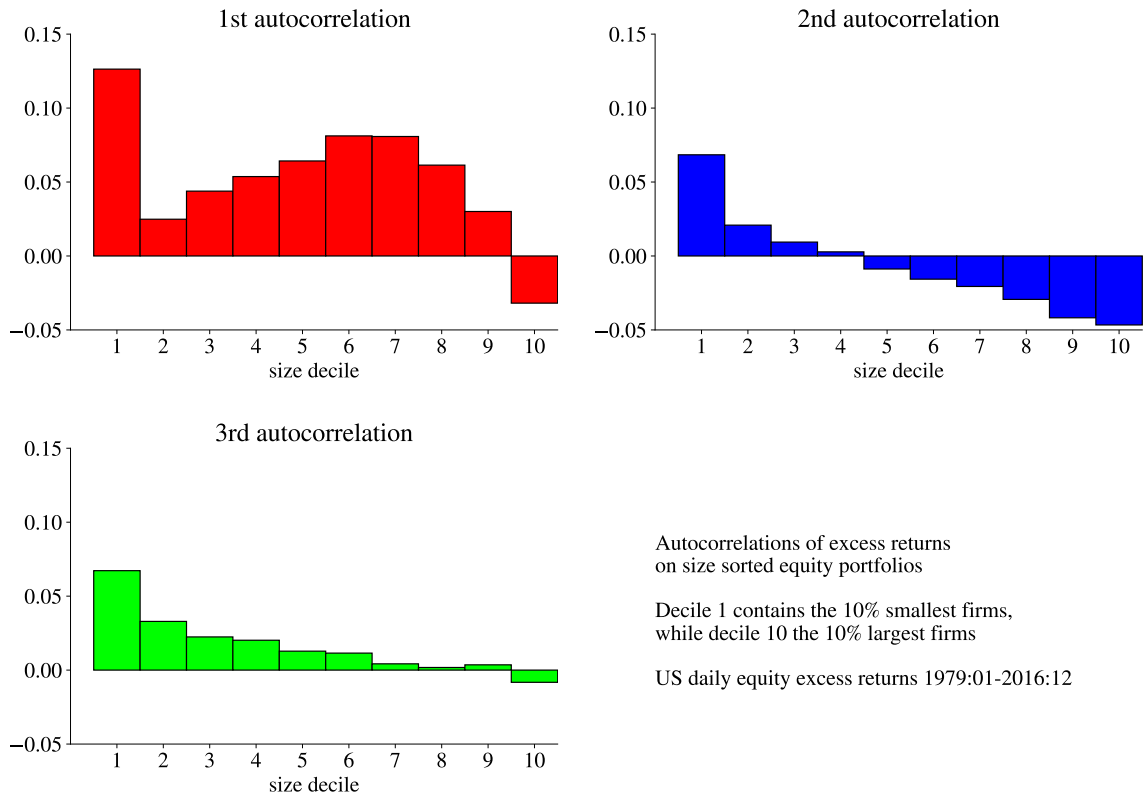 1st autocorrelation
0.15
0.10
0.05
0.00
−0.05
1 2 3 4 5 6 7 8 9 10
size decile
2nd autocorrelation
0.15
0.10
0.05
0.00
−0.05
1 2 3 4 5 6 7 8 9 10
size decile
3rd autocorrelation
0.15
0.10
0.05
0.00
−0.05
1 2 3 4 5 6 7 8 9 10
size decile
Autocorrelations of excess returns
on size sorted equity portfolios
Decile 1 contains the 10% smallest firms,
while decile 10 the 10% largest firms
US daily equity excess returns 1979:01-2016:12